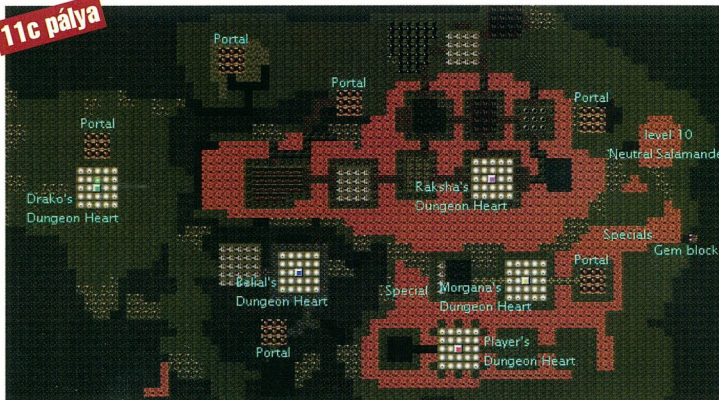 11c pálya
Portal
Portal
Portal
Portal
level 10
Neutral Salamande
Drako's
Dungeon Heart
Raksha's
Dungeon Heart
Specials
Gem block
Belial's
Dungeon Heart
Special
Morgana's
Dungeon Heart
Portal
Portal
Player's
Dungeon Heart